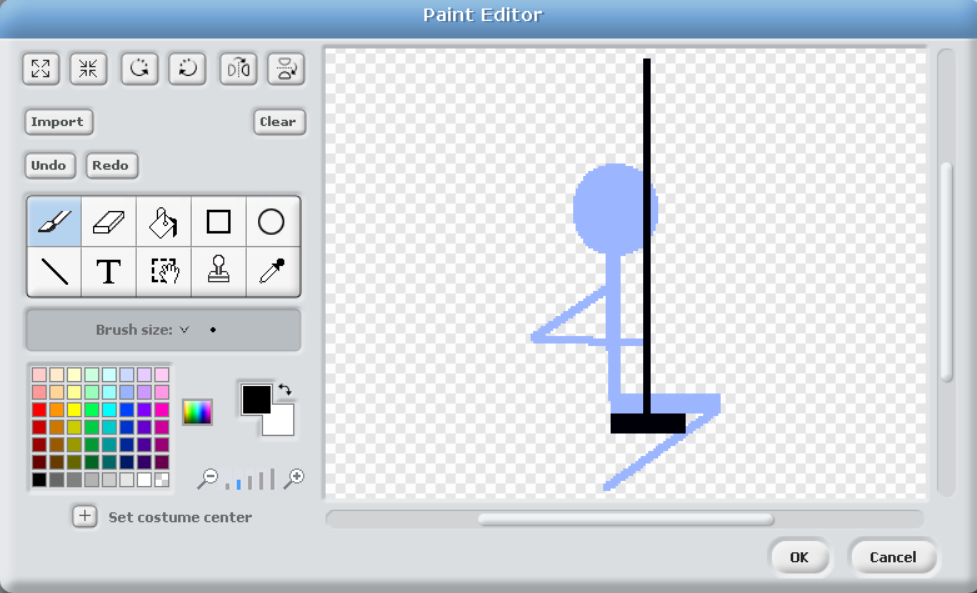 Paint Editor
Import
Clear
Undo
Redo
T
Brush size:
Set costume center
OK
Cancel